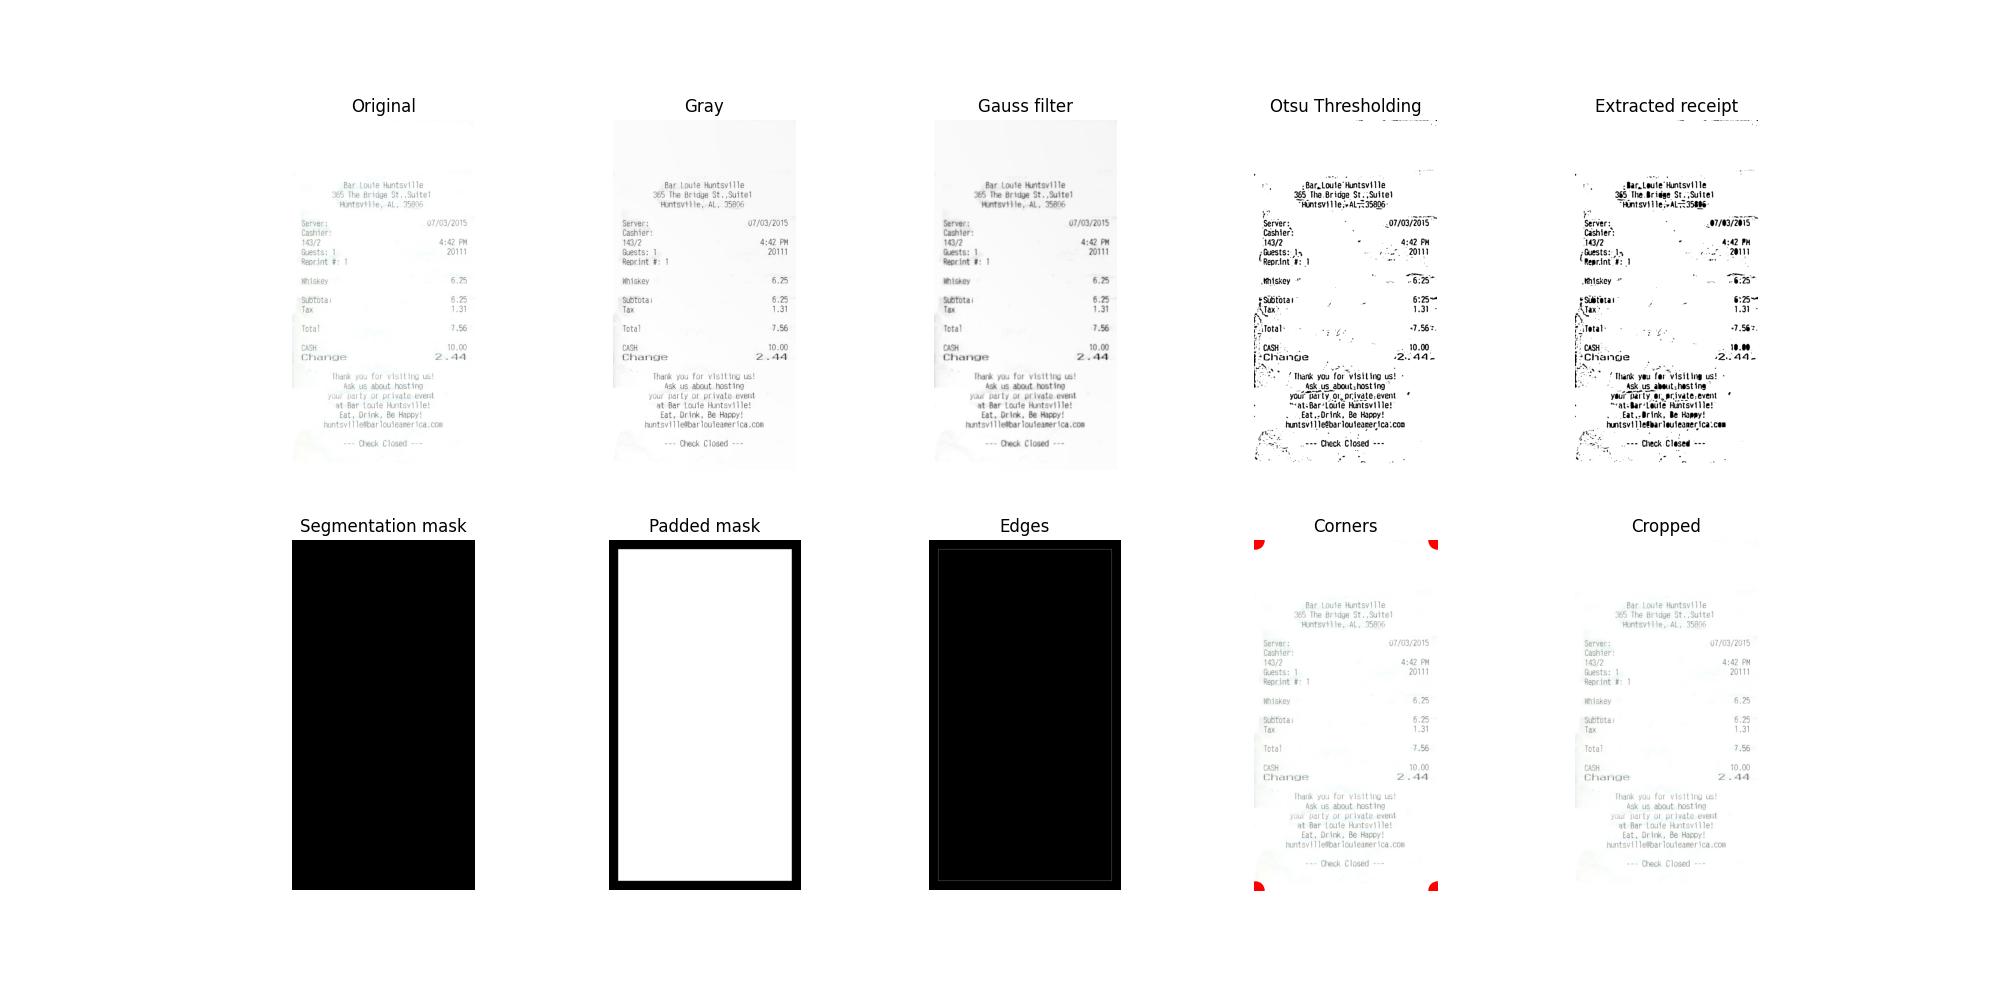 Original
Bar Louie Huntsville
365 The Bridge St.,Suite1
Huntsville, AL, 35806
Server: 07/03/2015
Cashier:
143/2 4:42 PM
Guests: 1 20111
Reprint #: 1
Whiskey 6.25
Subtotal 6.25
Tax 1.31
Total 7.56
CASH 10.00
Change 2.44
Thank you for visiting us!
Ask us about hosting
your party or private event
at Bar Louie Huntsville!
Eat, Drink, Be Happy!
huntsville@barlouieamerica.com
--- Check Closed ---
Gray
Bar Louie Huntsville
365 The Bridge St.,Suite1
Huntsville, AL, 35806
Server: 07/03/2015
Cashier:
143/2 4:42 PM
Guests: 1 20111
Reprint #: 1
Whiskey 6.25
Subtotal 6.25
Tax 1.31
Total 7.56
CASH 10.00
Change 2.44
Thank you for visiting us!
Ask us about hosting
your party or private event
at Bar Louie Huntsville!
Eat, Drink, Be Happy!
huntsville@barlouieamerica.com
--- Check Closed ---
Gauss filter
Bar Louie Huntsville
365 The Bridge St.,Suite1
Huntsville, AL, 35806
Server: 07/03/2015
Cashier:
143/2 4:42 PM
Guests: 1 20111
Reprint #: 1
Whiskey 6.25
Subtotal 6.25
Tax 1.31
Total 7.56
CASH 10.00
Change 2.44
Thank you for visiting us!
Ask us about hosting
your party or private event
at Bar Louie Huntsville!
Eat, Drink, Be Happy!
huntsville@barlouieamerica.com
--- Check Closed ---
Otsu Thresholding
Bar Louie Huntsville
365 The Bridge St.,Suite1
Huntsville, AL, 35806
Server: 07/03/2015
Cashier:
143/2 4:42 PM
Guests: 1 20111
Reprint #: 1
Whiskey 6.25
Subtotal 6.25
Tax 1.31
Total 7.56
CASH 10.00
Change 2.44
Thank you for visiting us!
Ask us about hosting
your party or private event
at Bar Louie Huntsville!
Eat, Drink, Be Happy!
huntsville@barlouieamerica.com
--- Check Closed ---
Extracted receipt
Bar Louie Huntsville
365 The Bridge St.,Suite1
Huntsville, AL, 35806
Server: 07/03/2015
Cashier:
143/2 4:42 PM
Guests: 1 20111
Reprint #: 1
Whiskey 6.25
Subtotal 6.25
Tax 1.31
Total 7.56
CASH 10.00
Change 2.44
Thank you for visiting us!
Ask us about hosting
your party or private event
at Bar Louie Huntsville!
Eat, Drink, Be Happy!
huntsville@barlouieamerica.com
--- Check Closed ---
Segmentation mask
Padded mask
Edges
Corners
Bar Louie Huntsville
365 The Bridge St.,Suite1
Huntsville, AL, 35806
Server: 07/03/2015
Cashier:
143/2 4:42 PM
Guests: 1 20111
Reprint #: 1
Whiskey 6.25
Subtotal 6.25
Tax 1.31
Total 7.56
CASH 10.00
Change 2.44
Thank you for visiting us!
Ask us about hosting
your party or private event
at Bar Louie Huntsville!
Eat, Drink, Be Happy!
huntsville@barlouieamerica.com
--- Check Closed ---
Cropped
Bar Louie Huntsville
365 The Bridge St.,Suite1
Huntsville, AL, 35806
Server: 07/03/2015
Cashier:
143/2 4:42 PM
Guests: 1 20111
Reprint #: 1
Whiskey 6.25
Subtotal 6.25
Tax 1.31
Total 7.56
CASH 10.00
Change 2.44
Thank you for visiting us!
Ask us about hosting
your party or private event
at Bar Louie Huntsville!
Eat, Drink, Be Happy!
huntsville@barlouieamerica.com
--- Check Closed ---